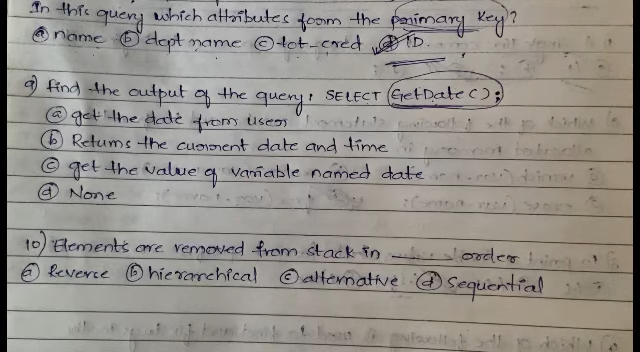 In this query which attributes form the primary key?
ⓐ name ⓑ dept name ⓒ tot-cred ⓓ ID.
9) find the output of the query, SELECT GetDate();
ⓐ get the date from user
ⓑ Returns the current date and time
ⓒ get the value of variable named date
ⓓ None
10) Elements are removed from stack in ------- order
ⓐ Reverse ⓑ hierarchical ⓒ alternative ⓓ sequential